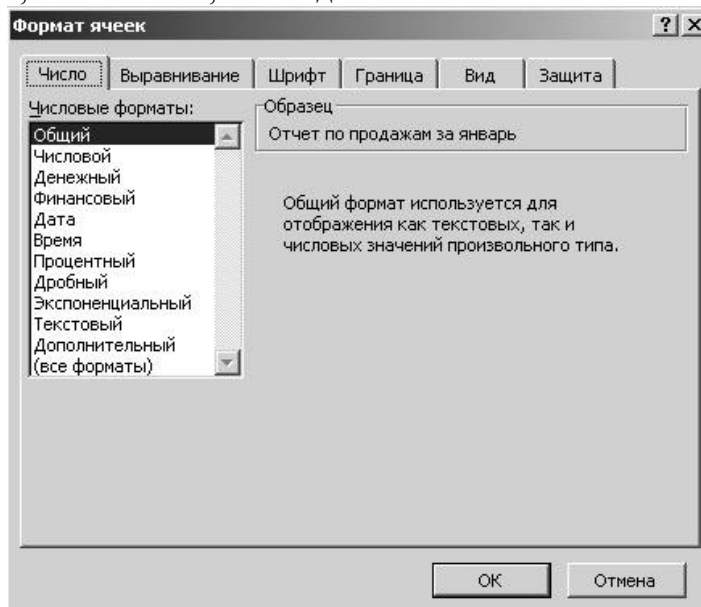 Формат ячеек
Число Выравнивание Шрифт Граница Вид Защита
Числовые форматы:
Общий
Числовой
Денежный
Финансовый
Дата
Время
Процентный
Дробный
Экспоненциальный
Текстовый
Дополнительный
(все форматы)
Образец
Отчет по продажам за январь
Общий формат используется для
отображения как текстовых, так и
числовых значений произвольного типа.
ОК Отмена